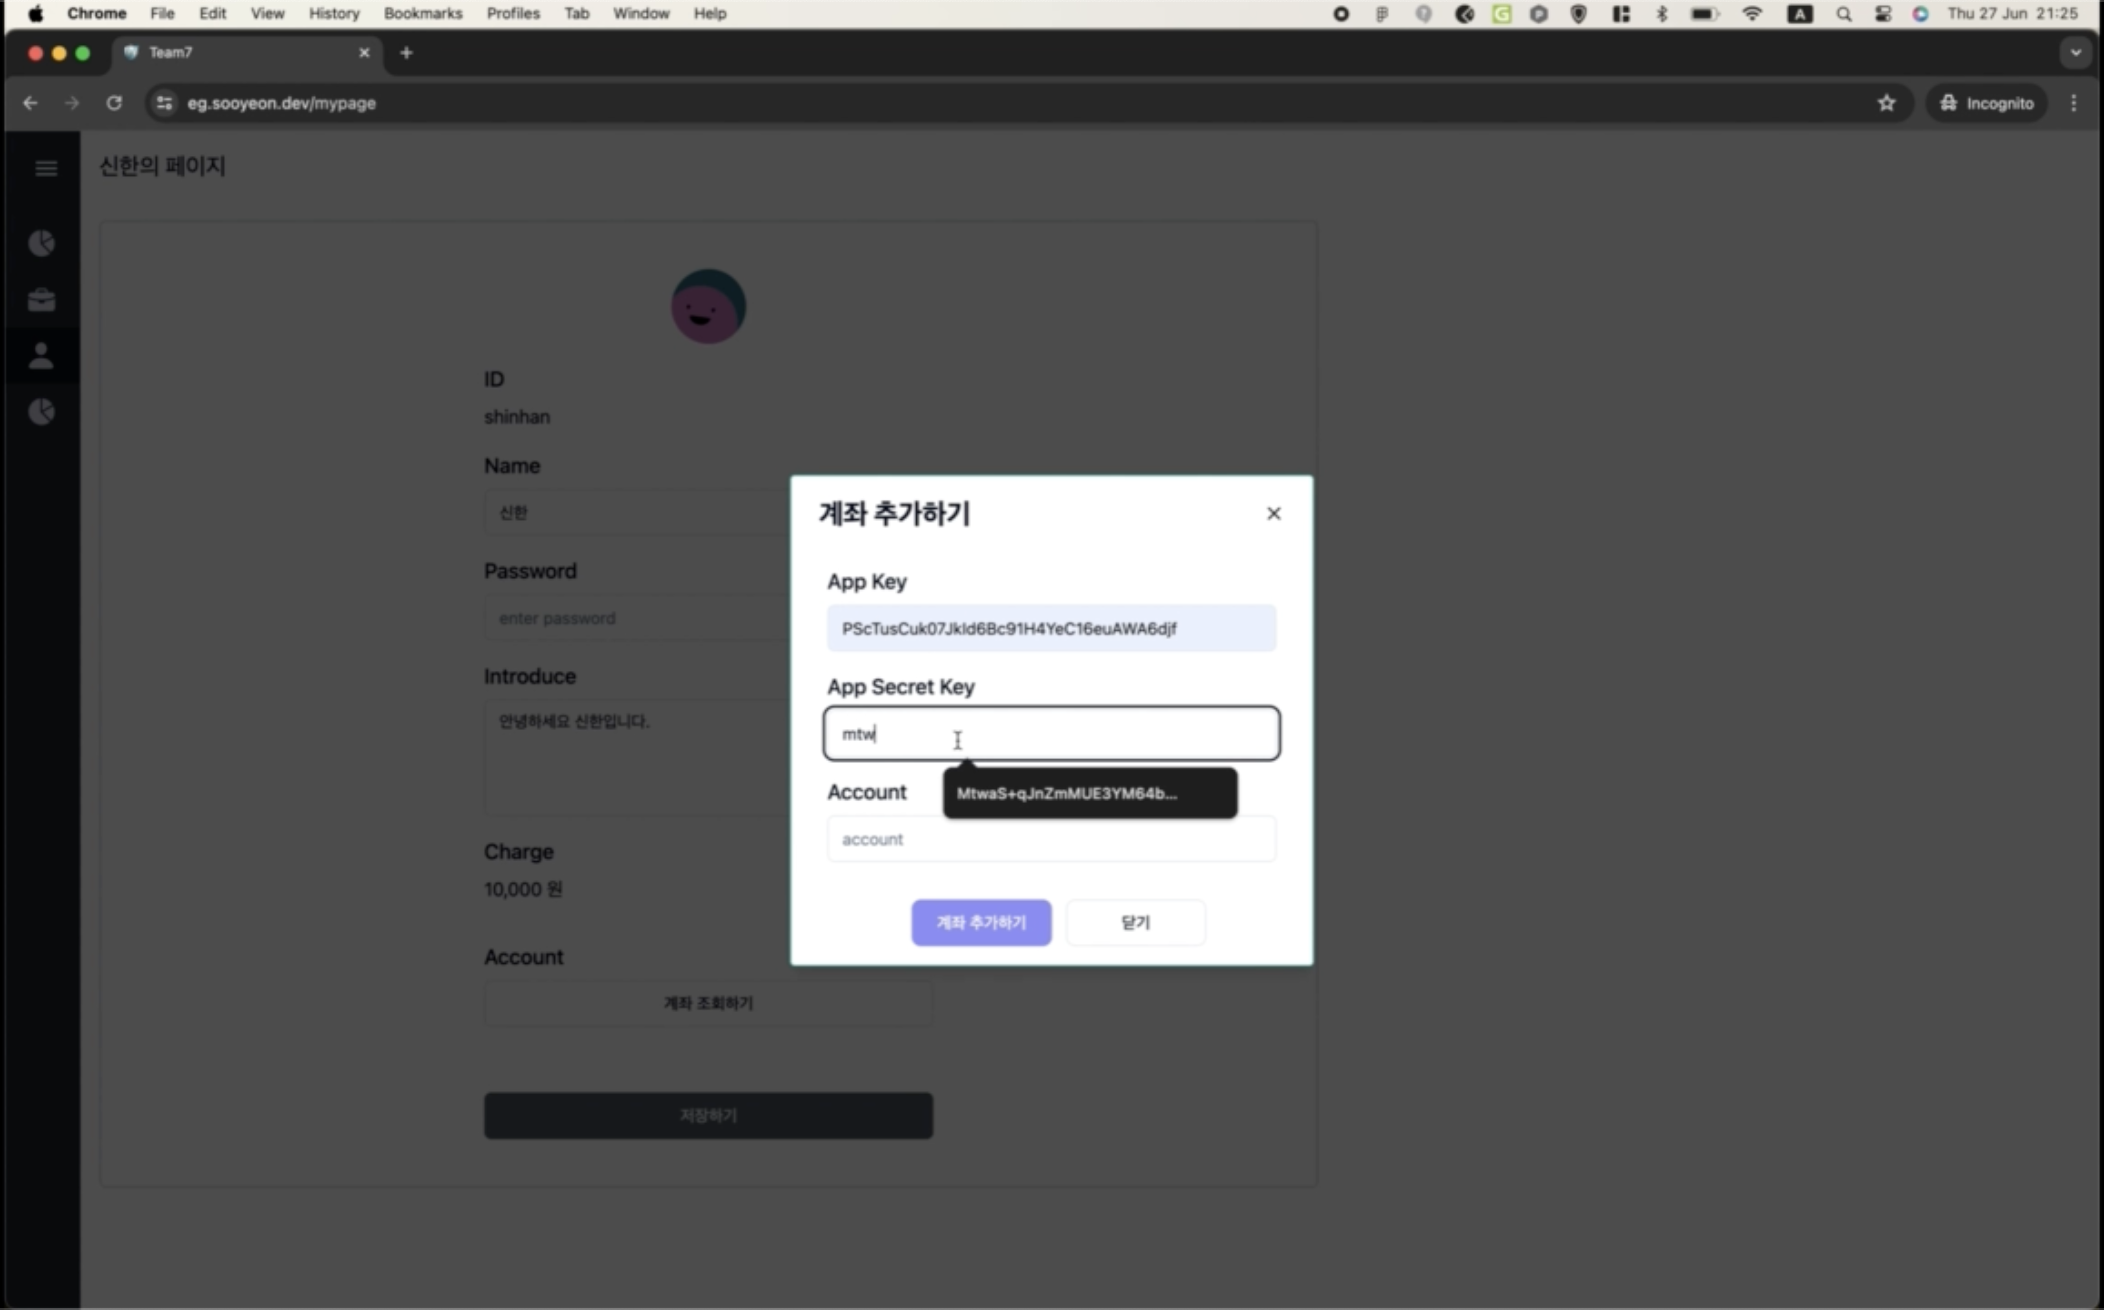 Chrome File Edit View History Bookmarks Profiles Tab Window Help
A
Thu 27 Jun 21:25
Team7
eg.sooyeon.dev/mypage
Incognito
신한의 페이지
ID
shinhan
Name
신한
Password
enter password
Introduce
안녕하세요 신한입니다.
Charge
10,000 원
Account
계좌 조회하기
저장하기
계좌 추가하기
App Key
PScTusCuk07Jkld6Bc91H4YeC16euAWA6djf
App Secret Key
mtw
MtwaS+qJnZmMUE3YM64b...
Account
account
계좌 추가하기
닫기